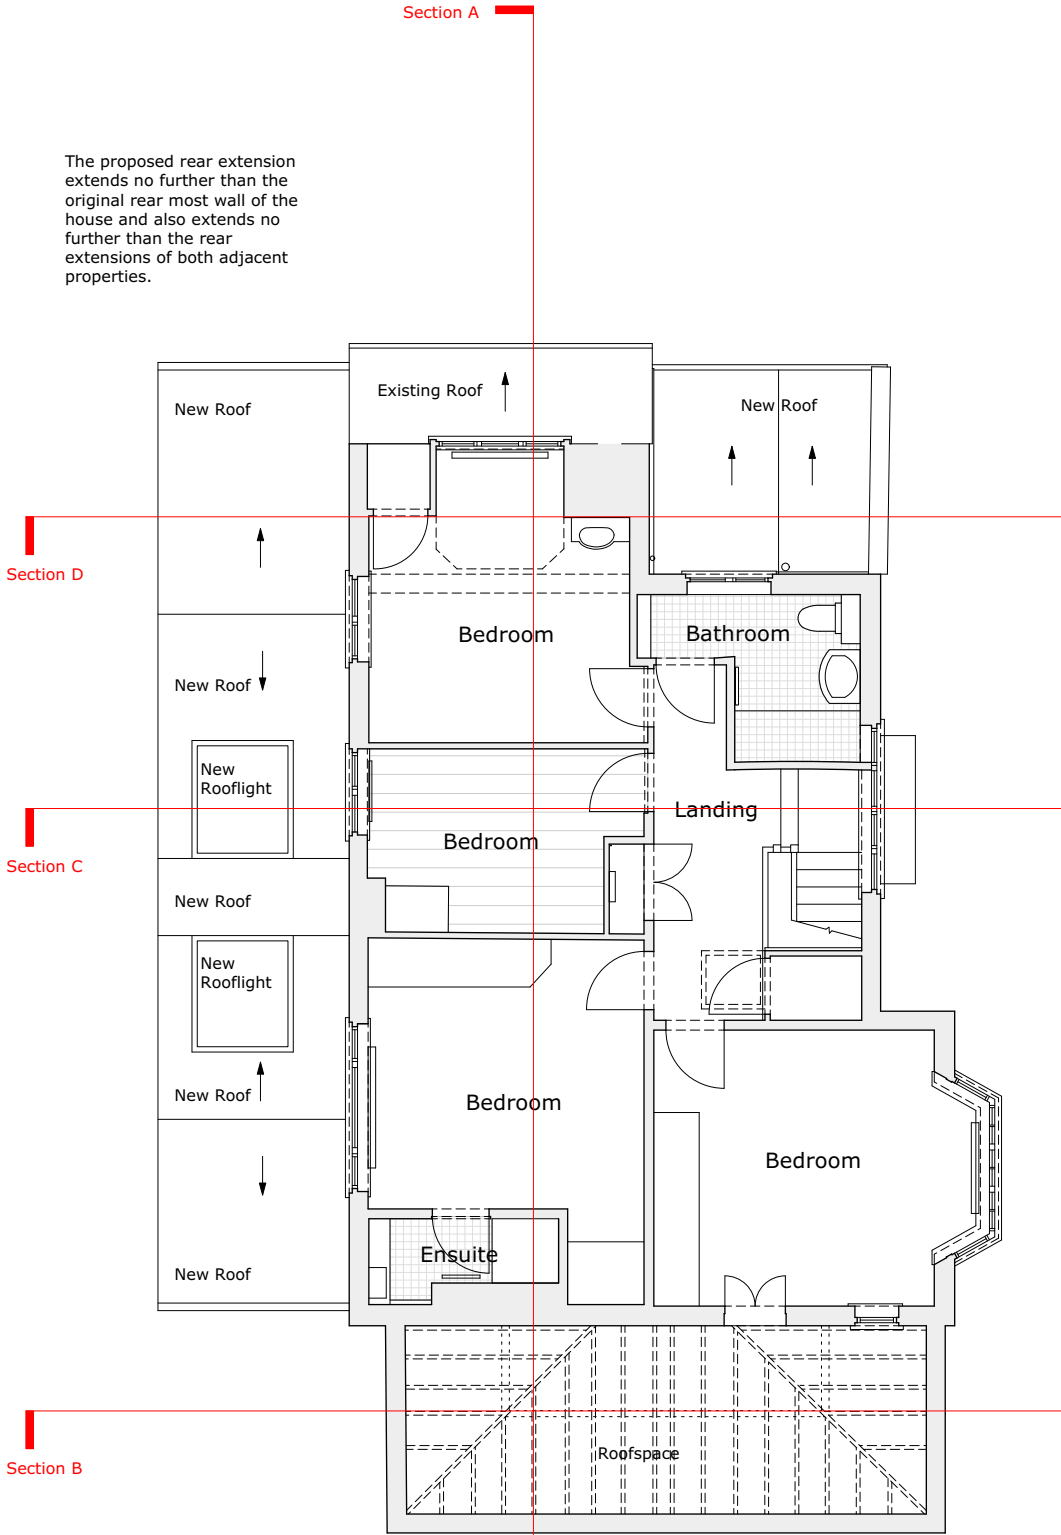 Section A
The proposed rear extension
extends no further than the
original rear most wall of the
house and also extends no
further than the rear
extensions of both adjacent
properties.
Existing Roof
New Roof
New Roof
Section D
Bedroom
Bathroom
New Roof
New
Rooflight
Landing
Bedroom
Section C
New Roof
New
Rooflight
New Roof
Bedroom
Bedroom
Ensuite
New Roof
Roofspace
Section B